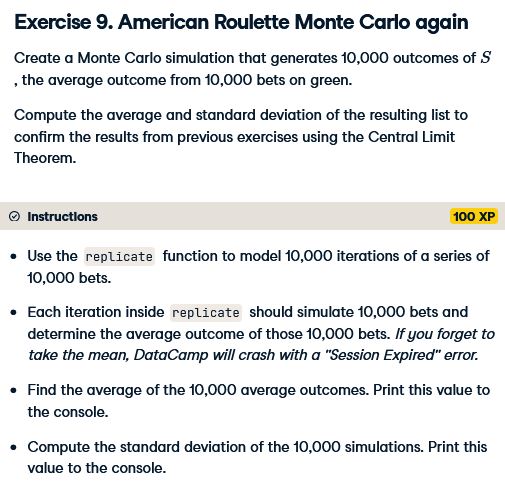 Exercise 9. American Roulette Monte Carlo again
Create a Monte Carlo simulation that generates 10,000 outcomes of S
, the average outcome from 10,000 bets on green.
Compute the average and standard deviation of the resulting list to
confirm the results from previous exercises using the Central Limit
Theorem.
Instructions
100 XP
• Use the replicate function to model 10,000 iterations of a series of
10,000 bets.
• Each iteration inside replicate should simulate 10,000 bets and
determine the average outcome of those 10,000 bets. If you forget to
take the mean, DataCamp will crash with a "Session Expired" error.
• Find the average of the 10,000 average outcomes. Print this value to
the console.
• Compute the standard deviation of the 10,000 simulations. Print this
value to the console.